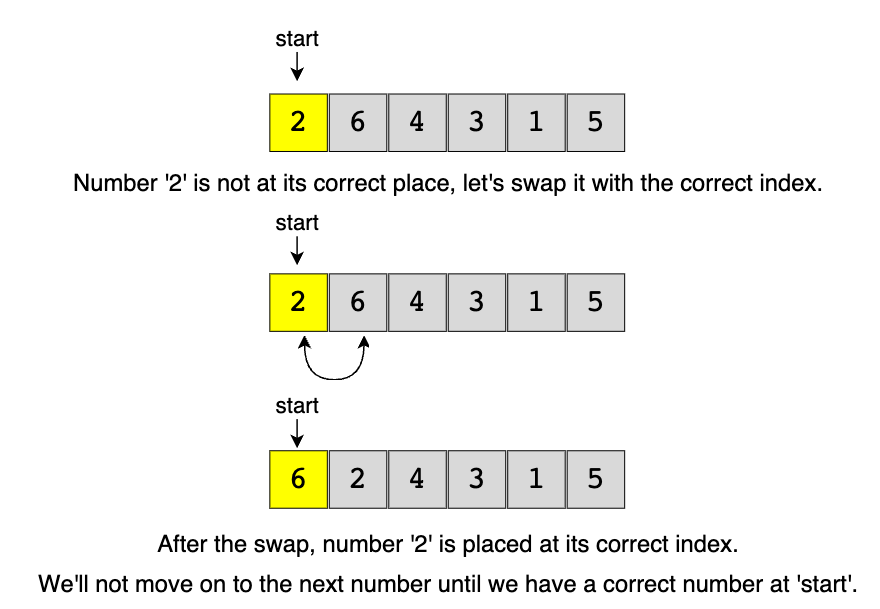 start
2 6 4 3 1 5
Number '2' is not at its correct place, let's swap it with the correct index.
start
2 6 4 3 1 5
start
6 2 4 3 1 5
After the swap, number '2' is placed at its correct index.
We'll not move on to the next number until we have a correct number at 'start'.